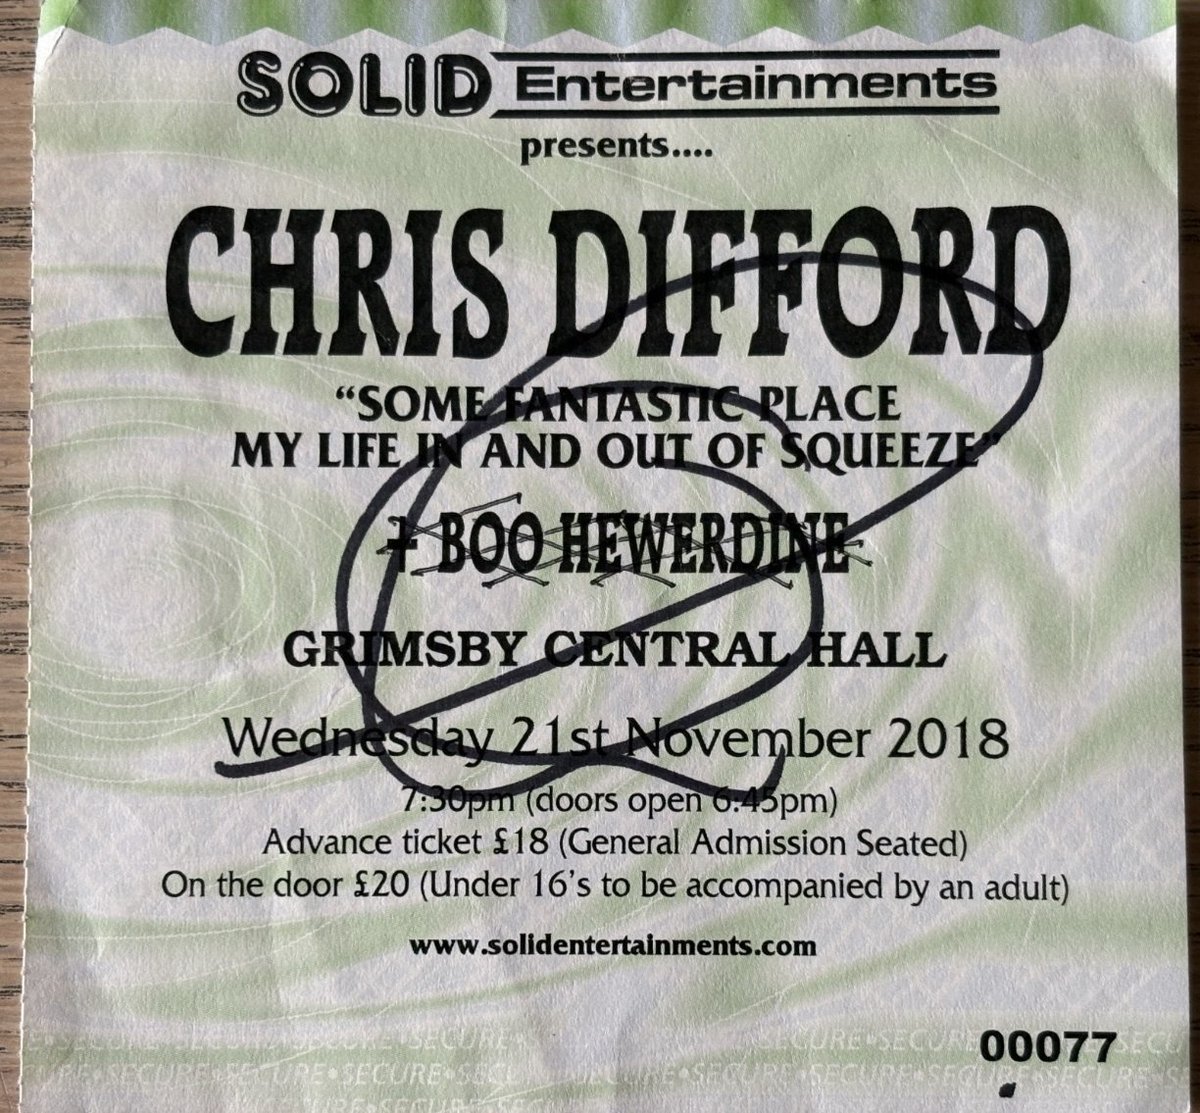 SOLID Entertainments
presents....
CHRIS DIFFORD
“SOME FANTASTIC PLACE
MY LIFE IN AND OUT OF SQUEEZE”
+ BOO HEWERDINE
GRIMSBY CENTRAL HALL
Wednesday 21st November 2018
7:30pm (doors open 6:45pm)
Advance ticket £18 (General Admission Seated)
On the door £20 (Under 16's to be accompanied by an adult)
www.solidentertainments.com
00077